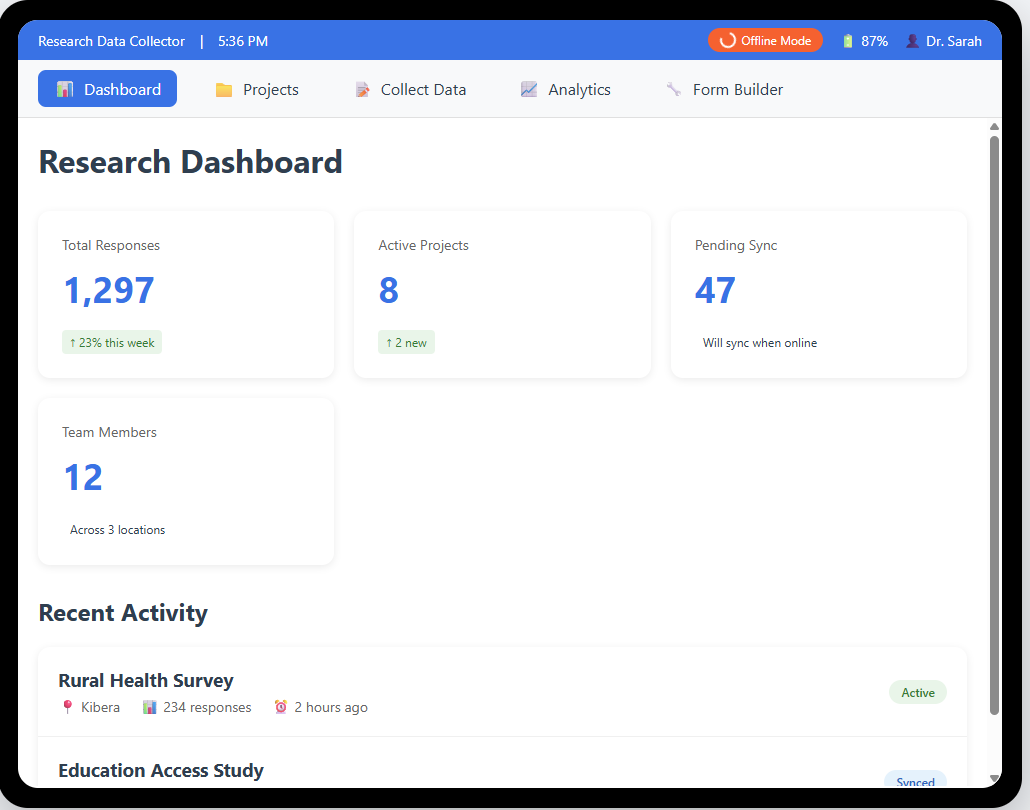 Research Data Collector | 5:36 PM Offline Mode 87% Dr. Sarah
Dashboard Projects Collect Data Analytics Form Builder
Research Dashboard
Total Responses
1,297
↑ 23% this week
Active Projects
8
↑ 2 new
Pending Sync
47
Will sync when online
Team Members
12
Across 3 locations
Recent Activity
Rural Health Survey
Kibera 234 responses 2 hours ago
Active
Education Access Study
Synced